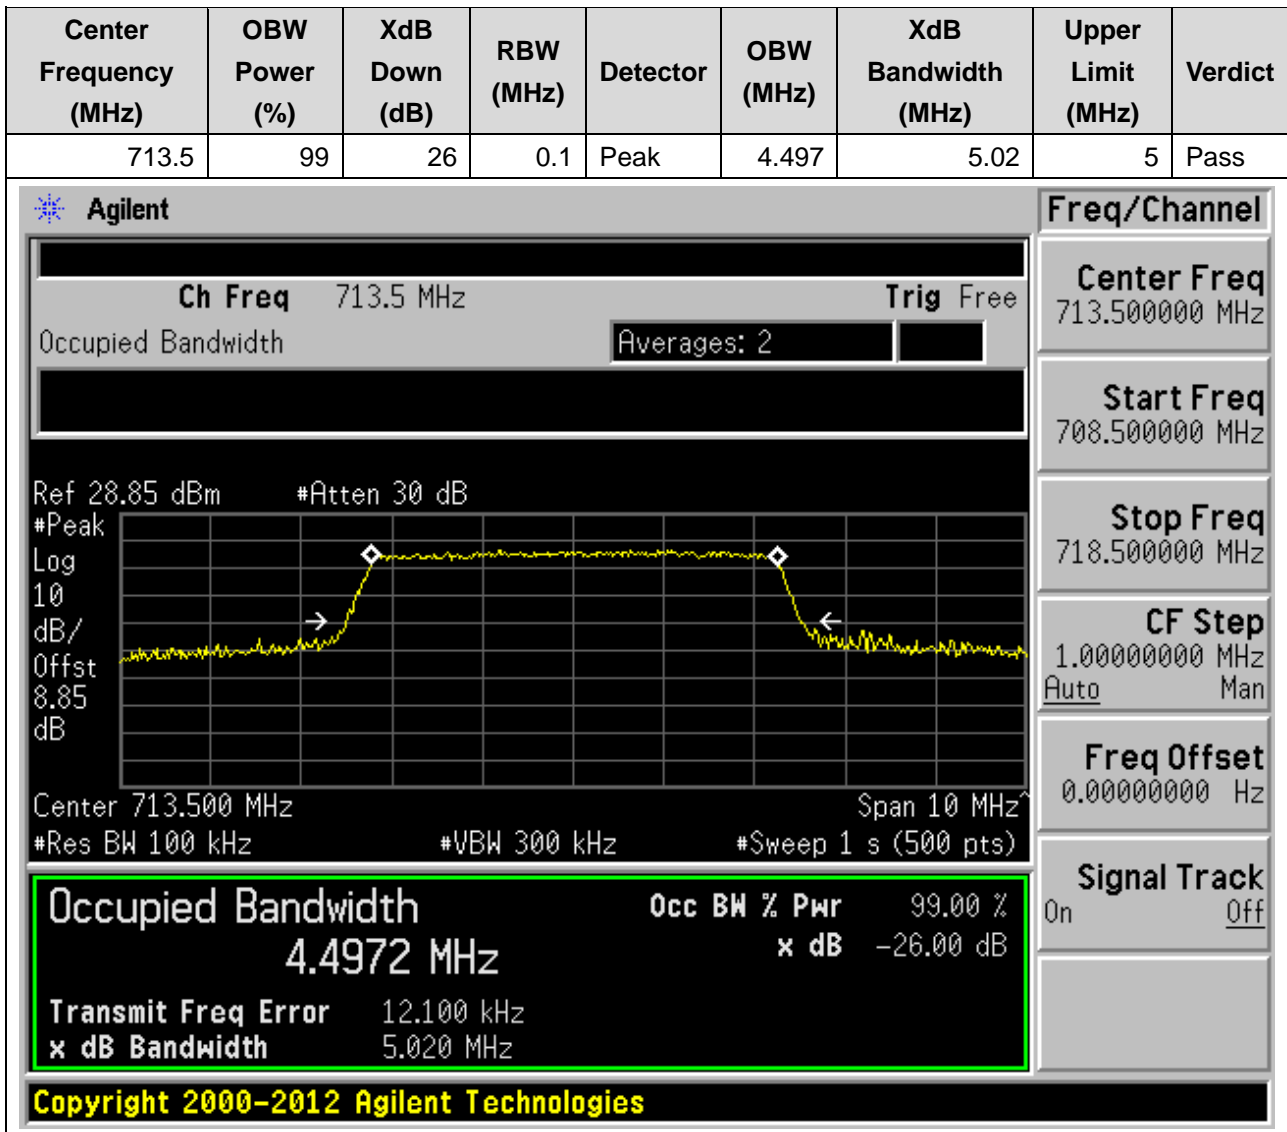 Center Frequency (MHz) OBW Power (%) XdB Down (dB) RBW (MHz) Detector OBW (MHz) XdB Bandwidth (MHz) Upper Limit (MHz) Verdict
713.5 99 26 0.1 Peak 4.497 5.02 5 Pass
Agilent
Freq/Channel
Ch Freq 713.5 MHz Trig Free
Occupied Bandwidth Averages: 2
Center Freq
713.500000 MHz
Start Freq
708.500000 MHz
Stop Freq
718.500000 MHz
CF Step
1.00000000 MHz
Auto Man
Freq Offset
0.00000000 Hz
Signal Track
On Off
Ref 28.85 dBm #Atten 30 dB
#Peak
Log
10
dB/
Offst
8.85
dB
Center 713.500 MHz Span 10 MHz^
#Res BW 100 kHz #VBW 300 kHz #Sweep 1 s (500 pts)
Occupied Bandwidth Occ BW % Pwr 99.00 %
4.4972 MHz x dB -26.00 dB
Transmit Freq Error 12.100 kHz
x dB Bandwidth 5.020 MHz
Copyright 2000-2012 Agilent Technologies